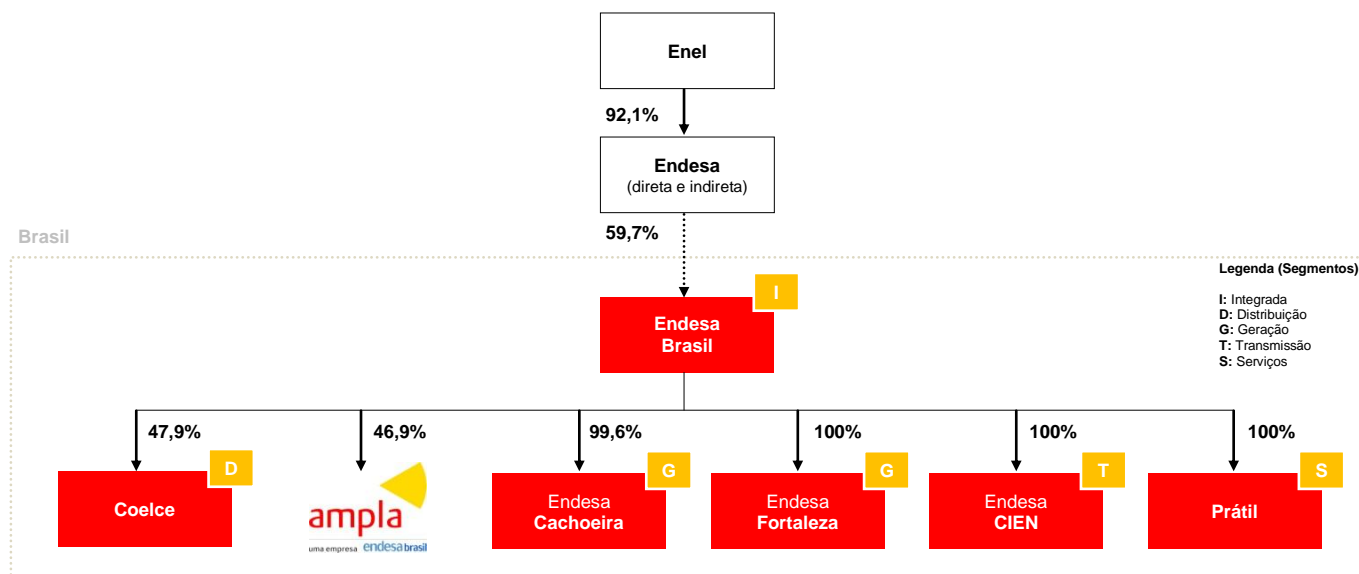 Enel
92,1%
Endesa
(direta e indireta)
59,7%
Brasil
Legenda (Segmentos)
I: Integrada
D: Distribuição
G: Geração
T: Transmissão
S: Serviços
I
Endesa
Brasil
47,9%
46,9%
99,6%
100%
100%
100%
D
Coelce
ampla
uma empresa endesabrasil
G
Endesa
Cachoeira
G
Endesa
Fortaleza
T
Endesa
CIEN
S
Prátil